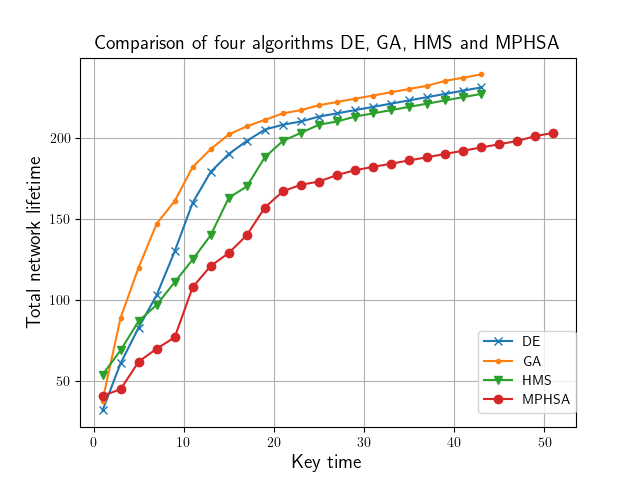 Comparison of four algorithms DE, GA, HMS and MPHSA
Total network lifetime
200
150
100
50
0
10
20
30
40
50
Key time
DE
GA
HMS
MPHSA